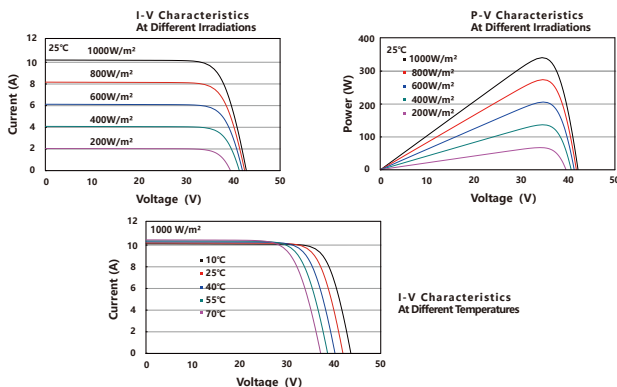 I-V Characteristics
At Different Irradiations
12
10
8
6
4
2
0
Current (A)
25℃
1000W/m²
800W/m²
600W/m²
400W/m²
200W/m²
0 10 20 30 40 50
Voltage (V)
P-V Characteristics
At Different Irradiations
400
300
200
100
0
Power (W)
25℃
1000W/m²
800W/m²
600W/m²
400W/m²
200W/m²
0 10 20 30 40 50
Voltage (V)
12
10
8
6
4
2
0
Current (A)
1000 W/m²
10℃
25℃
40℃
55℃
70℃
0 10 20 30 40 50
Voltage (V)
I-V Characteristics
At Different Temperatures